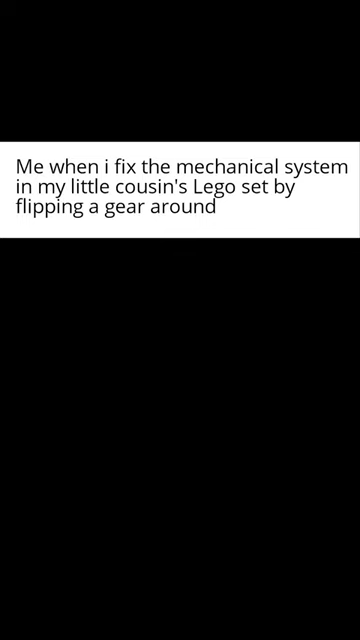 Me when i fix the mechanical system
in my little cousin's Lego set by
flipping a gear around